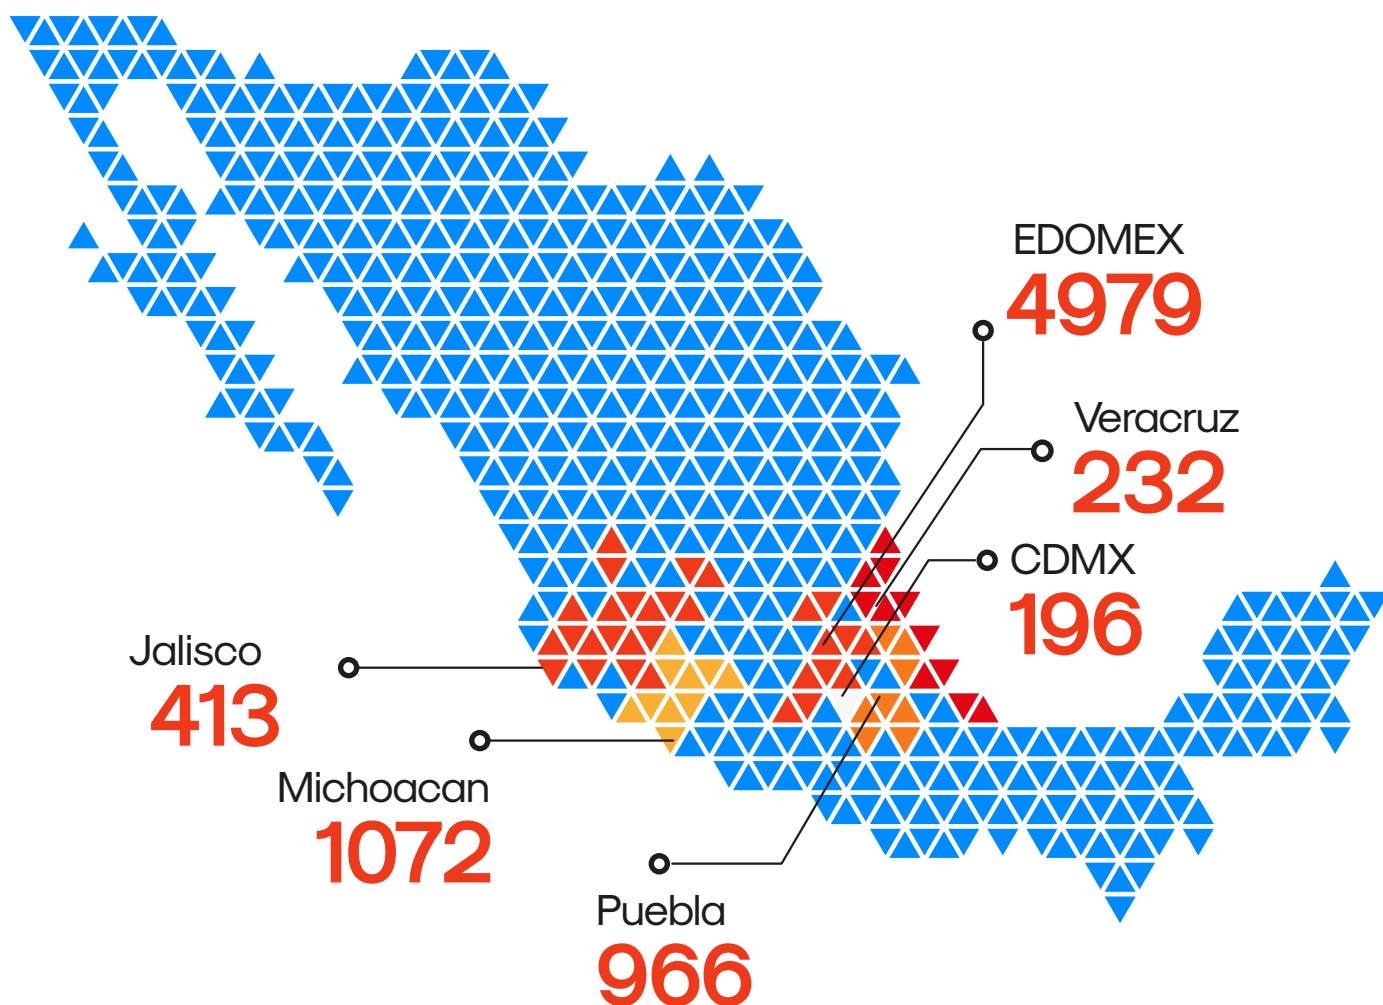 EDOMEX
4979
Veracruz
232
CDMX
196
Jalisco
413
Michoacan
1072
Puebla
966